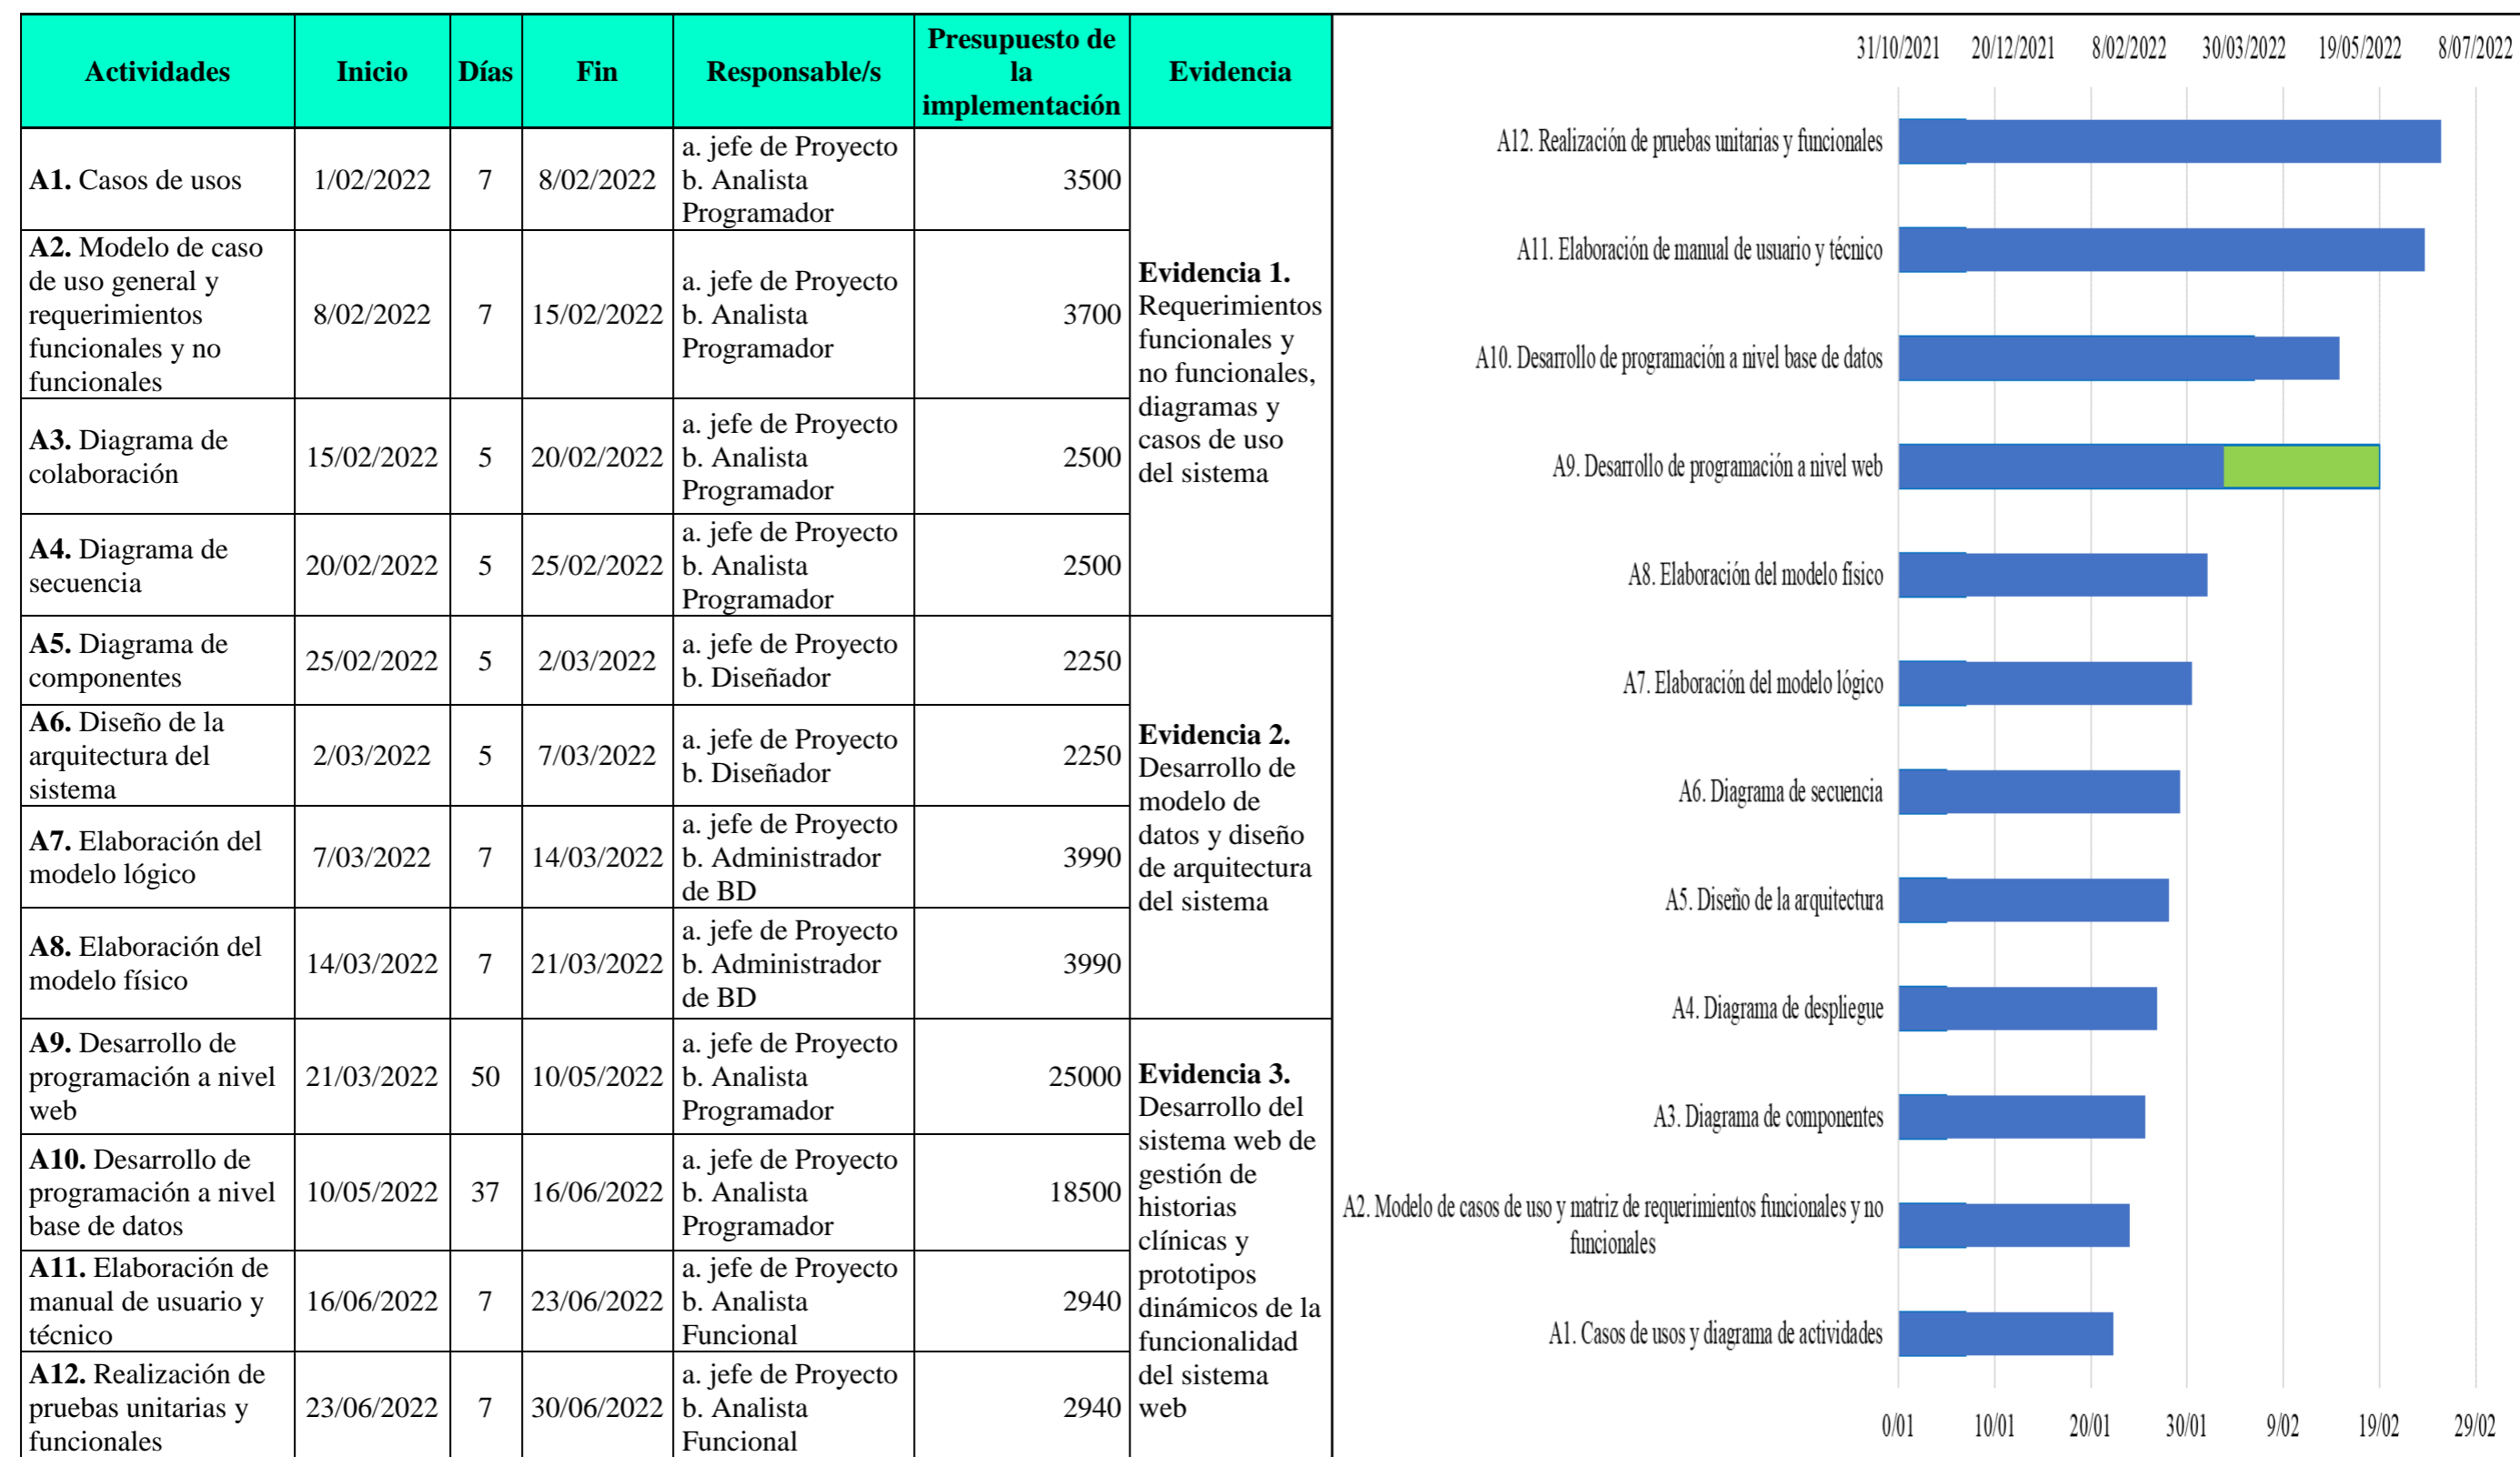 Actividades
Inicio
Días
Fin
Responsable/s
Presupuesto de
la
implementación
Evidencia
A1. Casos de usos
1/02/2022
7
8/02/2022
a. jefe de Proyecto
b. Analista
Programador
3500
A2. Modelo de caso
de uso general y
requerimientos
funcionales y no
funcionales
8/02/2022
7
15/02/2022
a. jefe de Proyecto
b. Analista
Programador
3700
A3. Diagrama de
colaboración
15/02/2022
5
20/02/2022
a. jefe de Proyecto
b. Analista
Programador
2500
A4. Diagrama de
secuencia
20/02/2022
5
25/02/2022
a. jefe de Proyecto
b. Analista
Programador
2500
Evidencia 1.
Requerimientos
funcionales y
no funcionales,
diagramas y
casos de uso
del sistema
A5. Diagrama de
componentes
25/02/2022
5
2/03/2022
a. jefe de Proyecto
b. Diseñador
2250
A6. Diseño de la
arquitectura del
sistema
2/03/2022
5
7/03/2022
a. jefe de Proyecto
b. Diseñador
2250
A7. Elaboración del
modelo lógico
7/03/2022
7
14/03/2022
a. jefe de Proyecto
b. Administrador
de BD
3990
A8. Elaboración del
modelo físico
14/03/2022
7
21/03/2022
a. jefe de Proyecto
b. Administrador
de BD
3990
Evidencia 2.
Desarrollo de
modelo de
datos y diseño
de arquitectura
del sistema
A9. Desarrollo de
programación a nivel
web
21/03/2022
50
10/05/2022
a. jefe de Proyecto
b. Analista
Programador
25000
A10. Desarrollo de
programación a nivel
base de datos
10/05/2022
37
16/06/2022
a. jefe de Proyecto
b. Analista
Programador
18500
A11. Elaboración de
manual de usuario y
técnico
16/06/2022
7
23/06/2022
a. jefe de Proyecto
b. Analista
Funcional
2940
A12. Realización de
pruebas unitarias y
funcionales
23/06/2022
7
30/06/2022
a. jefe de Proyecto
b. Analista
Funcional
2940
Evidencia 3.
Desarrollo del
sistema web de
gestión de
historias
clínicas y
prototipos
dinámicos de la
funcionalidad
del sistema
web
31/10/2021
20/12/2021
8/02/2022
30/03/2022
19/05/2022
8/07/2022
A12. Realización de pruebas unitarias y funcionales
A11. Elaboración de manual de usuario y técnico
A10. Desarrollo de programación a nivel base de datos
A9. Desarrollo de programación a nivel web
A8. Elaboración del modelo físico
A7. Elaboración del modelo lógico
A6. Diagrama de secuencia
A5. Diseño de la arquitectura
A4. Diagrama de despliegue
A3. Diagrama de componentes
A2. Modelo de casos de uso y matriz de requerimientos funcionales y no
funcionales
A1. Casos de usos y diagrama de actividades
0/01
10/01
20/01
30/01
9/02
19/02
29/02